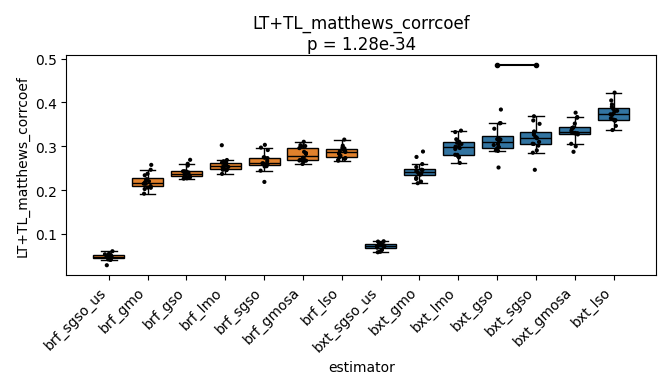 LT+TL_matthews_corrcoef
p = 1.28e-34
LT+TL_matthews_corrcoef
0.5
0.4
0.3
0.2
0.1
brf_sgso_us
brf_gmo
brf_gso
brf_lmo
brf_sgso
brf_gmosa
brf_lso
bxt_sgso_us
bxt_gmo
bxt_lmo
bxt_gso
bxt_sgso
bxt_gmosa
bxt_lso
estimator